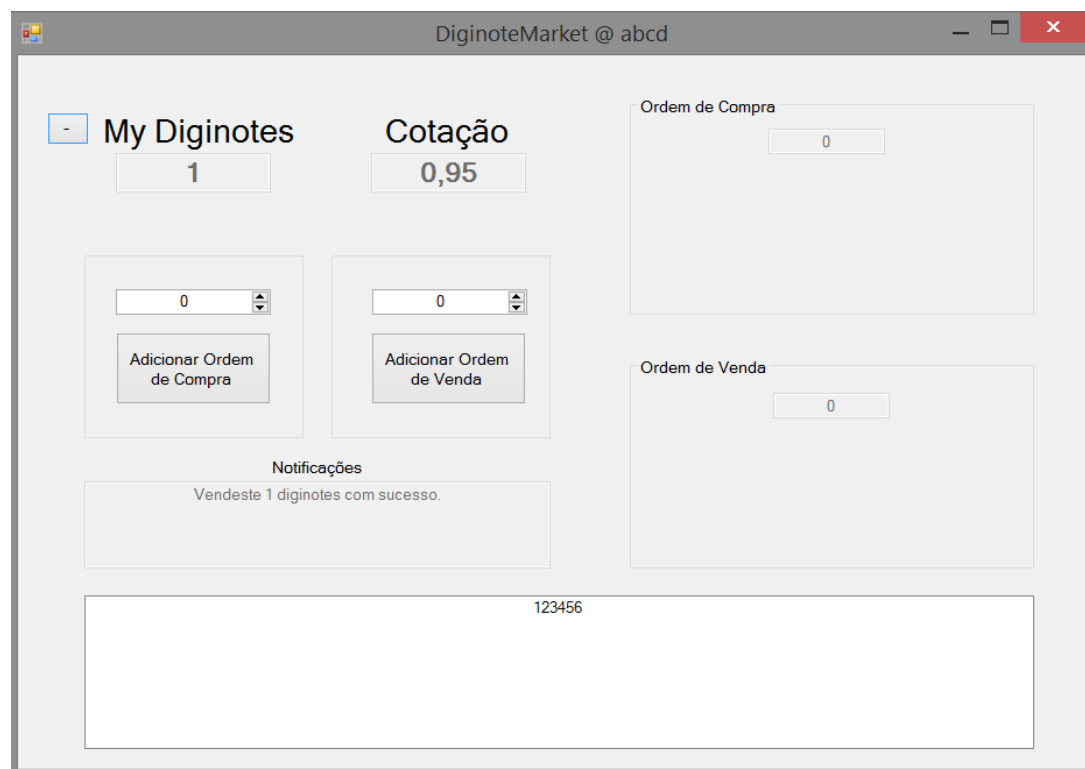 DiginoteMarket @ abcd
-
My Diginotes
1
Cotação
0,95
Ordem de Compra
0
0
Adicionar Ordem
de Compra
0
Adicionar Ordem
de Venda
Ordem de Venda
0
Notificações
Vendeste 1 diginotes com sucesso.
123456